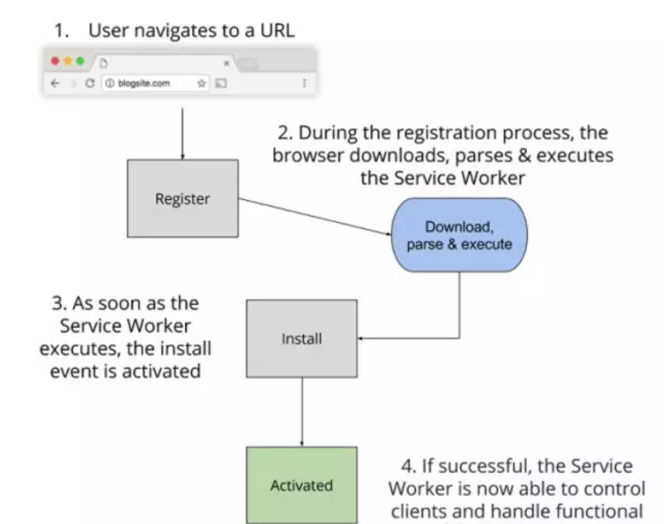 1. User navigates to a URL
blogsite.com
2. During the registration process, the
browser downloads, parses & executes
the Service Worker
Register
Download,
parse & execute
3. As soon as the
Service Worker
executes, the install
event is activated
Install
Activated
4. If successful, the Service
Worker is now able to control
clients and handle functional